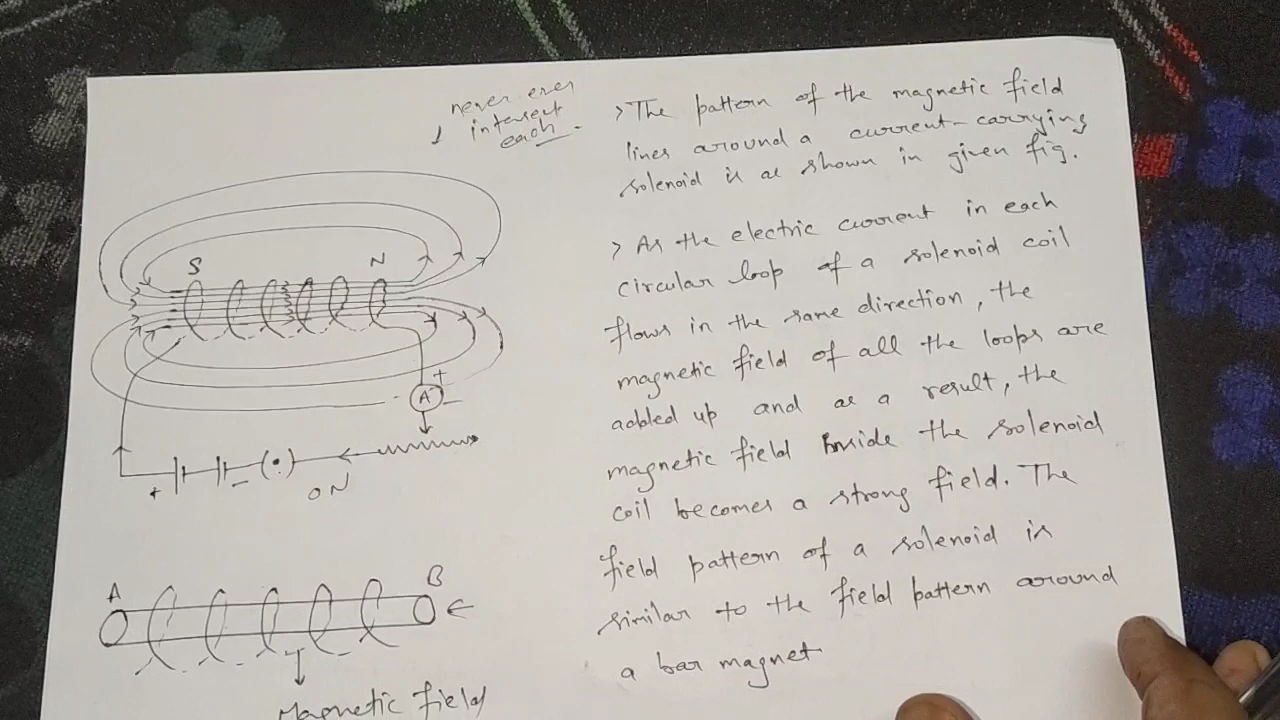 never ever
intersect
each.
>The pattern of the magnetic field
lines around a current-carrying
solenoid is as shown in given fig.
> As the electric current in each
circular loop of a solenoid coil
flows in the same direction, the
magnetic field of all the loops are
added up and as a result, the
magnetic field inside the solenoid
coil becomes a strong field. The
field pattern of a solenoid is
similar to the field pattern around
a bar magnet
S N
+
A
-
+ - (•)
ON
A B
Magnetic field